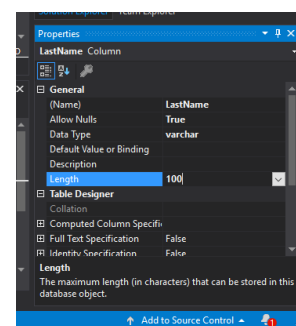 Solution Explorer Team Explorer
Properties
LastName Column
General
(Name) LastName
Allow Nulls True
Data Type varchar
Default Value or Binding
Description
Length 100
Table Designer
Collation
Computed Column Specifi
Full Text Specification False
Identity Specification False
Length
The maximum length (in characters) that can be stored in this
database object.
Add to Source Control
1